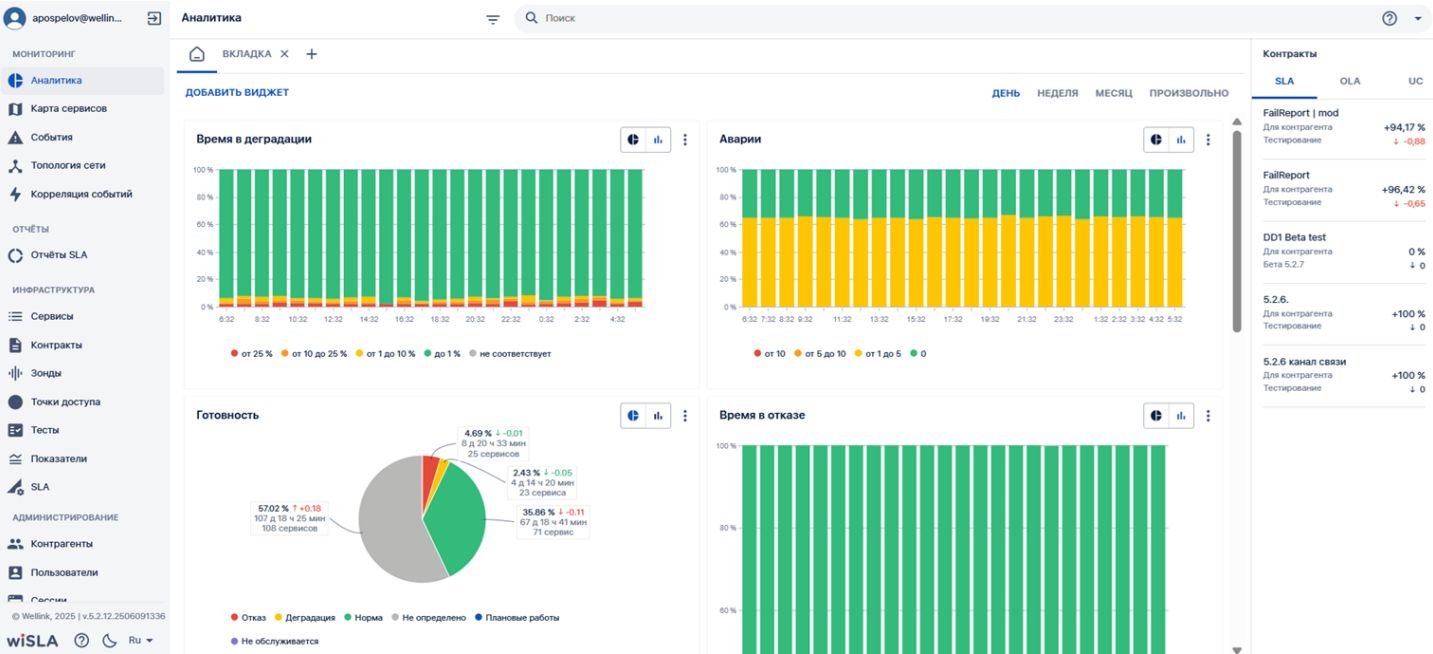 apospelov@wellin...
МОНИТОРИНГ
Аналитика
Карта сервисов
События
Топология сети
Корреляция событий
ОТЧЁТЫ
Отчёты SLA
ИНФРАСТРУКТУРА
Сервисы
Контракты
Зонды
Точки доступа
Тесты
Показатели
SLA
АДМИНИСТРИРОВАНИЕ
Контрагенты
Пользователи
Сессии
© Wellink, 2025 | v.5.2.12.2506091336
wiSLA
Ru
Аналитика
Поиск
ВКЛАДКА
ДОБАВИТЬ ВИДЖЕТ
ДЕНЬ НЕДЕЛЯ МЕСЯЦ ПРОИЗВОЛЬНО
Время в деградации
100 %
80 %
60 %
40 %
20 %
0 %
6:32 8:32 10:32 12:32 14:32 16:32 18:32 20:32 22:32 0:32 2:32 4:32
от 25 % от 10 до 25 % от 1 до 10 % до 1 % не соответствует
Аварии
100 %
80 %
60 %
40 %
20 %
0 %
6:32 7:32 8:32 9:32 11:32 13:32 15:32 17:32 19:32 21:32 23:32 1:32 2:32 3:32 4:32 5:32
от 10 от 5 до 10 от 1 до 5 0
Готовность
4.69 % ↓ -0.01
8 д 20 ч 33 мин
25 сервисов
2.43 % ↓ -0.05
4 д 14 ч 20 мин
23 сервиса
35.86 % ↓ -0.11
67 д 18 ч 41 мин
71 сервис
57.02 % ↑ +0.18
107 д 18 ч 25 мин
108 сервисов
Отказ Деградация Норма Не определено Плановые работы
Не обслуживается
Время в отказе
100 %
80 %
60 %
Контракты
SLA OLA UC
FailReport | mod
Для контрагента +94,17 %
Тестирование ↓ -0,88
FailReport
Для контрагента +96,42 %
Тестирование ↓ -0,65
DD1 Beta test
Для контрагента 0 %
Бета 5.2.7 ↓ 0
5.2.6.
Для контрагента +100 %
Тестирование ↓ 0
5.2.6 канал связи
Для контрагента +100 %
Тестирование ↓ 0